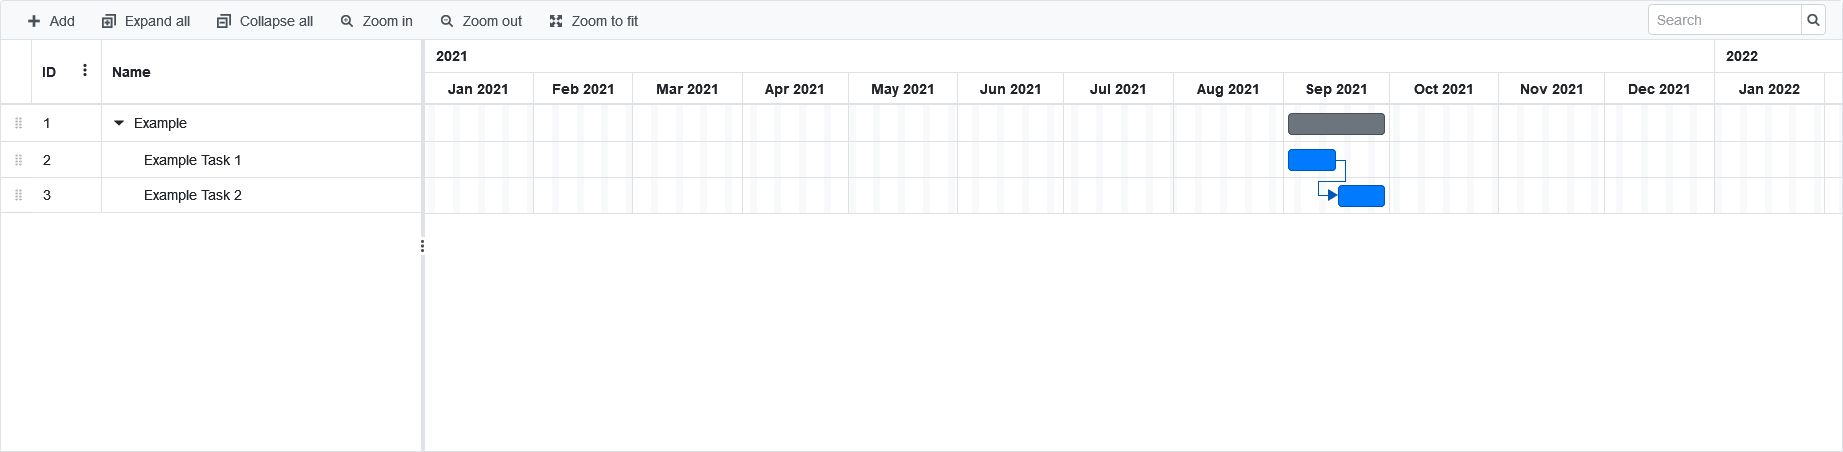 Add Expand all Collapse all Zoom in Zoom out Zoom to fit Search
ID Name
2021 2022
Jan 2021 Feb 2021 Mar 2021 Apr 2021 May 2021 Jun 2021 Jul 2021 Aug 2021 Sep 2021 Oct 2021 Nov 2021 Dec 2021 Jan 2022
1 Example
2 Example Task 1
3 Example Task 2